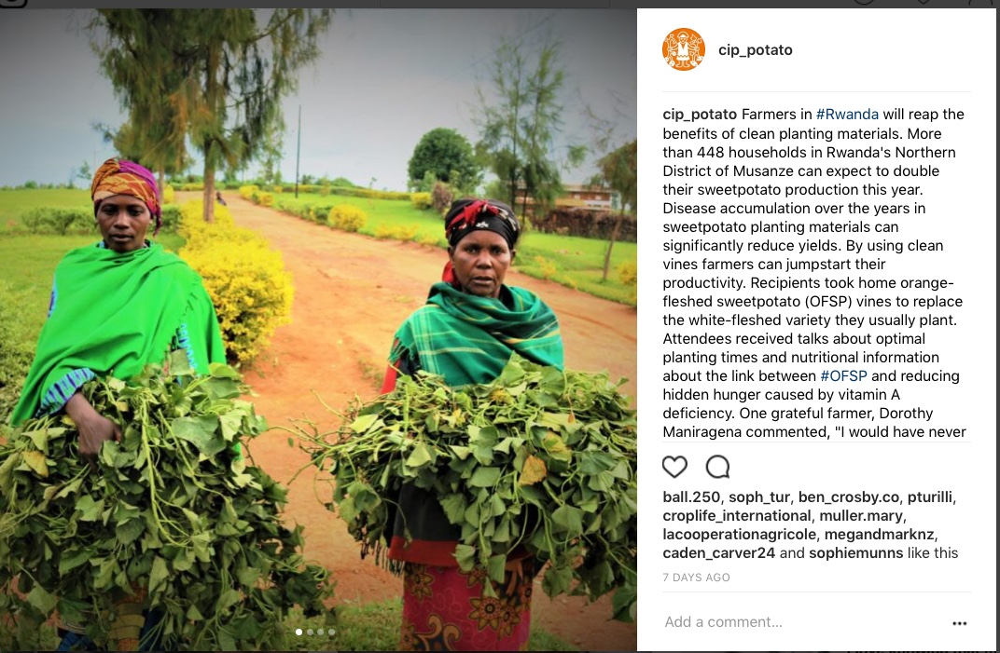 cip_potato
cip_potato Farmers in #Rwanda will reap the
benefits of clean planting materials. More
than 448 households in Rwanda's Northern
District of Musanze can expect to double
their sweetpotato production this year.
Disease accumulation over the years in
sweetpotato planting materials can
significantly reduce yields. By using clean
vines farmers can jumpstart their
productivity. Recipients took home orange-
fleshed sweetpotato (OFSP) vines to replace
the white-fleshed variety they usually plant.
Attendees received talks about optimal
planting times and nutritional information
about the link between #OFSP and reducing
hidden hunger caused by vitamin A
deficiency. One grateful farmer, Dorothy
Maniragena commented, "I would have never
ball.250, soph_tur, ben_crosby.co, pturilli,
croplife_international, muller.mary,
lacooperationagricole, megandmarknz,
caden_carver24 and sophiemunns like this
7 DAYS AGO
Add a comment...